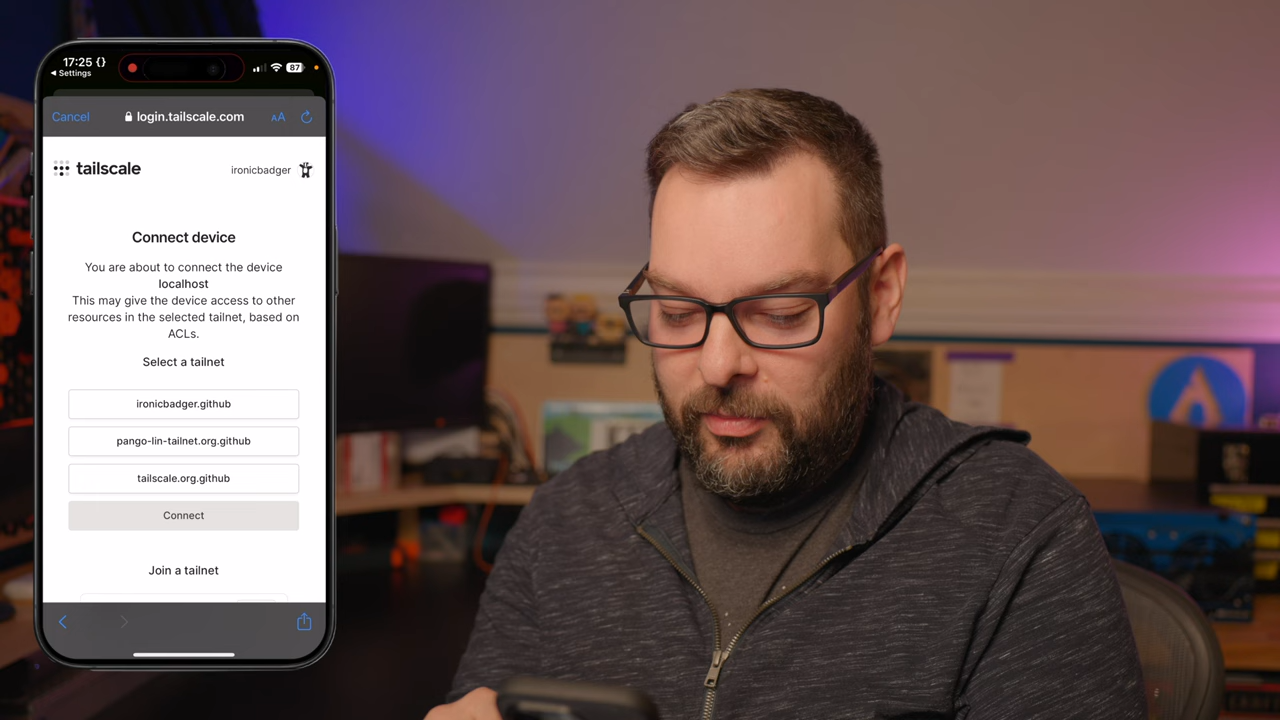 17:25 {}
87
◂ Settings
Cancel
login.tailscale.com
AA
tailscale
ironicbadger
Connect device
You are about to connect the device
localhost
This may give the device access to other
resources in the selected tailnet, based on
ACLs.
Select a tailnet
ironicbadger.github
pango-lin-tailnet.org.github
tailscale.org.github
Connect
Join a tailnet